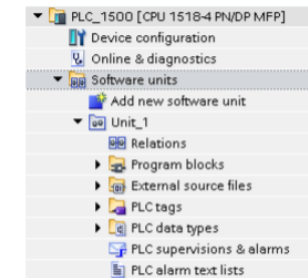 PLC_1500 [CPU 1518-4 PN/DP MFP]
Device configuration
Online & diagnostics
Software units
Add new software unit
Unit_1
Relations
Program blocks
External source files
PLC tags
PLC data types
PLC supervisions & alarms
PLC alarm text lists